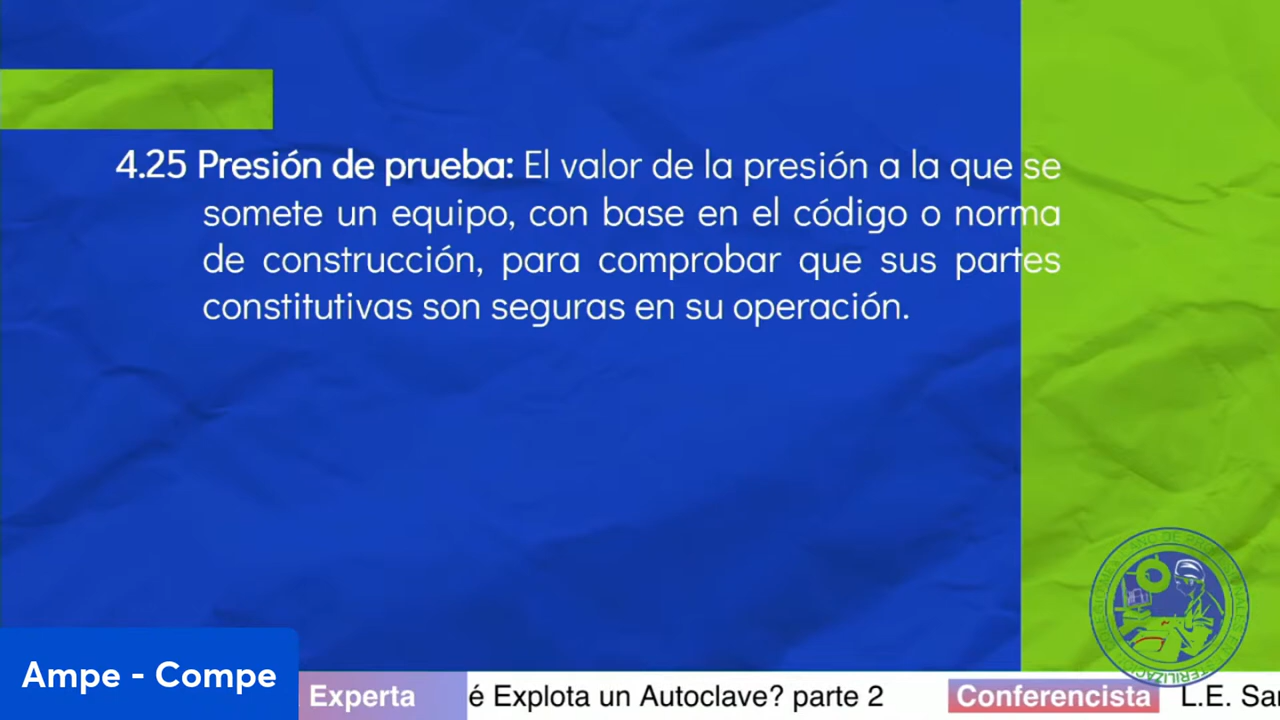 4.25 Presión de prueba: El valor de la presión a la que se
somete un equipo, con base en el código o norma
de construcción, para comprobar que sus partes
constitutivas son seguras en su operación.
Ampe - Compe
Experta
é Explota un Autoclave? parte 2
Conferencista
L.E.